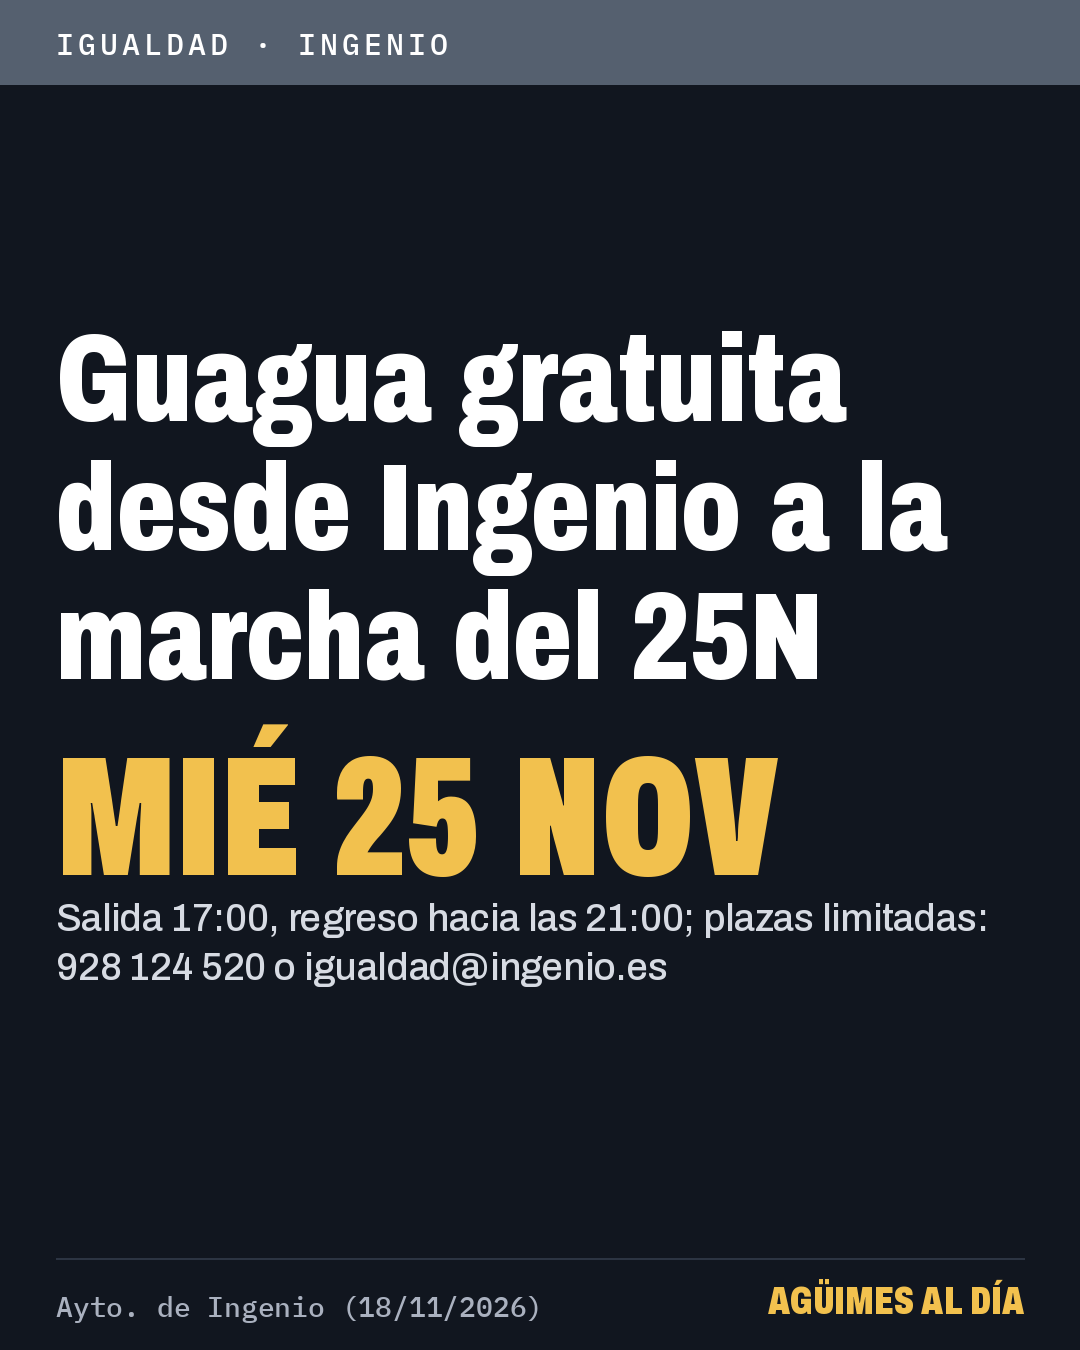 IGUALDAD · INGENIO
Guagua gratuita
desde Ingenio a la
marcha del 25N
MIÉ 25 NOV
Salida 17:00, regreso hacia las 21:00; plazas limitadas:
928 124 520 o igualdad@ingenio.es
Ayto. de Ingenio (18/11/2026)
AGÜIMES AL DÍA